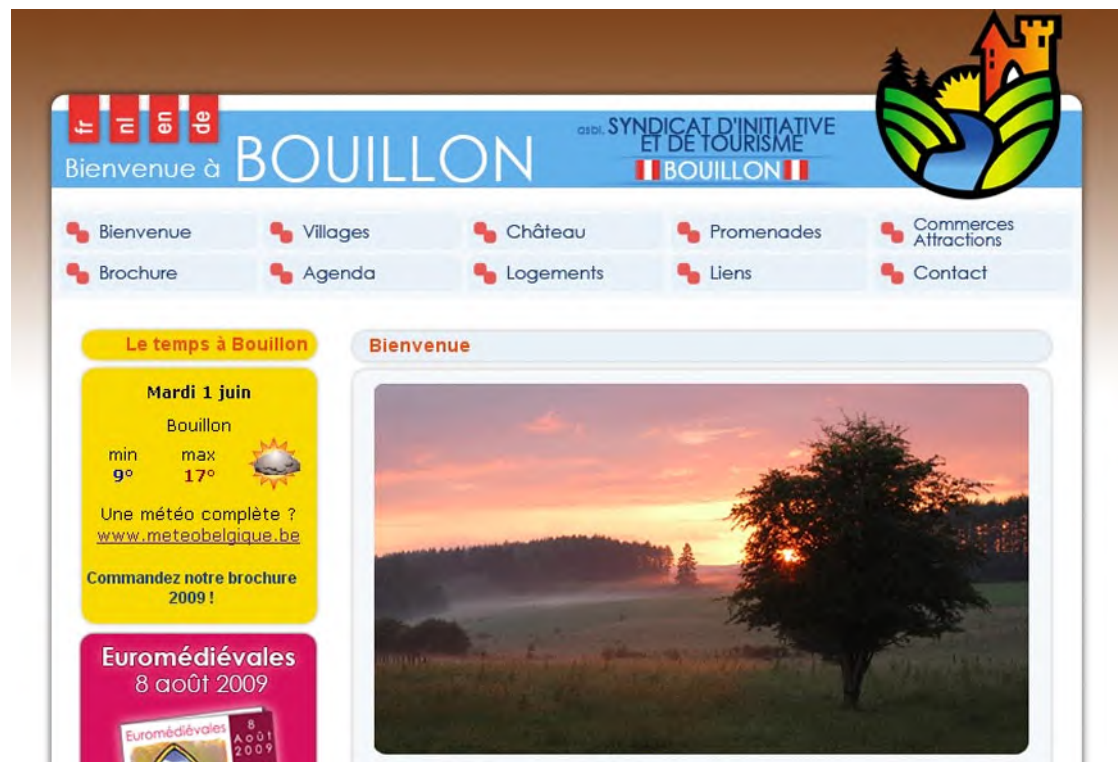 fr nl en de
Bienvenue à BOUILLON
asbl. SYNDICAT D'INITIATIVE
ET DE TOURISME
BOUILLON
Bienvenue Villages Château Promenades Commerces Attractions
Brochure Agenda Logements Liens Contact
Le temps à Bouillon
Mardi 1 juin
Bouillon
min max
9° 17°
Une météo complète ?
www.meteobelgique.be
Commandez notre brochure
2009 !
Euromédiévales
8 août 2009
Euromédiévales
8
Août
2009
Bienvenue